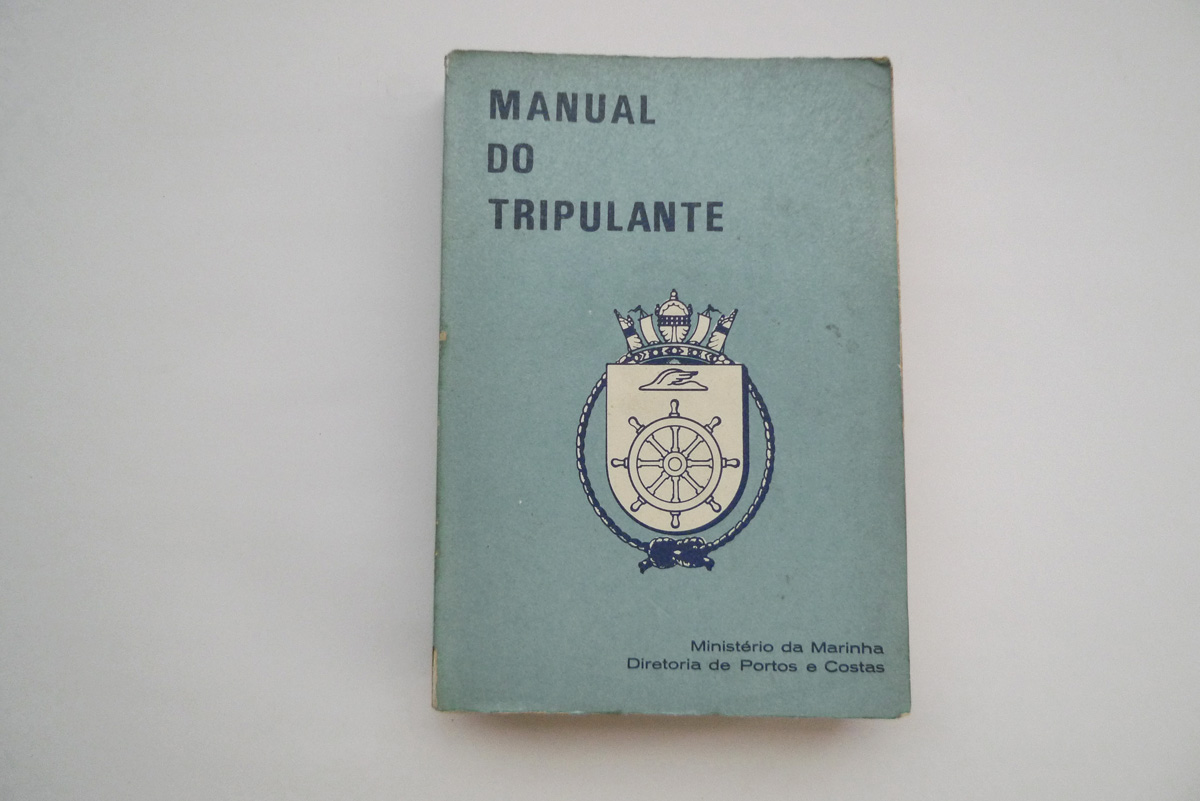 MANUAL
DO
TRIPULANTE
Ministério da Marinha
Diretoria de Portos e Costas